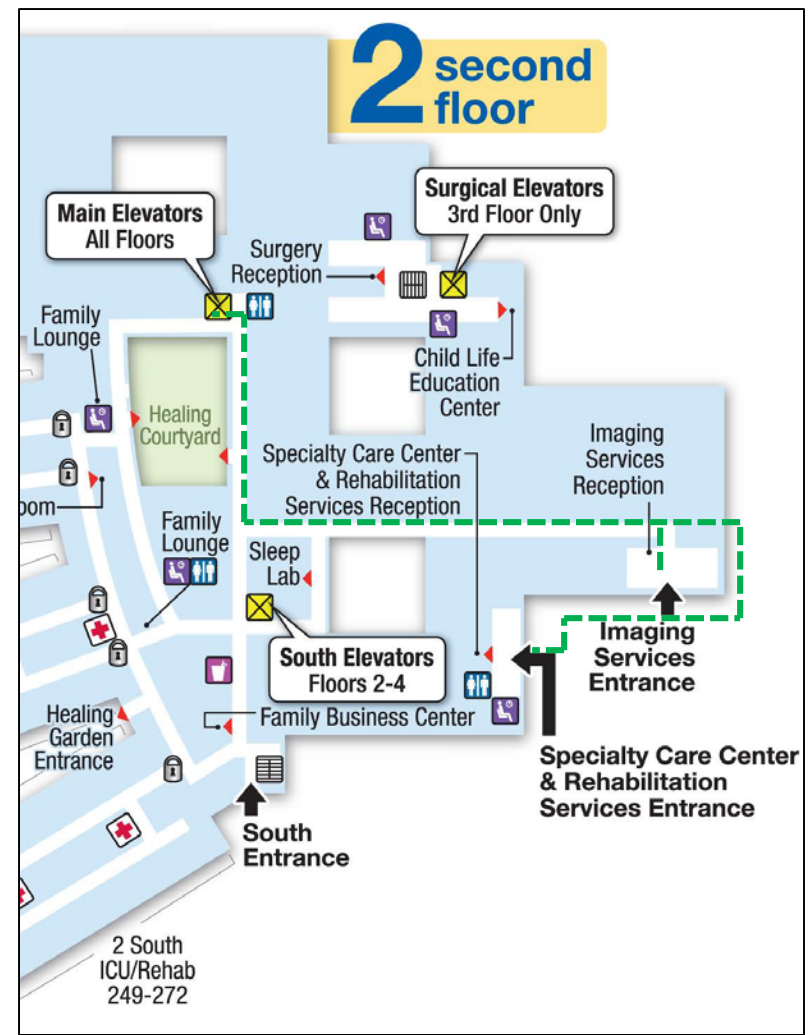 2 second
floor
Surgical Elevators
3rd Floor Only
Main Elevators
All Floors
Surgery
Reception
Family
Lounge
Child Life
Education
Center
Healing
Courtyard
Specialty Care Center
& Rehabilitation
Services Reception
Imaging
Services
Reception
oom
Family
Lounge
Sleep
Lab
South Elevators
Floors 2-4
Imaging
Services
Entrance
Healing
Garden
Entrance
Family Business Center
Specialty Care Center
& Rehabilitation
Services Entrance
South
Entrance
2 South
ICU/Rehab
249-272